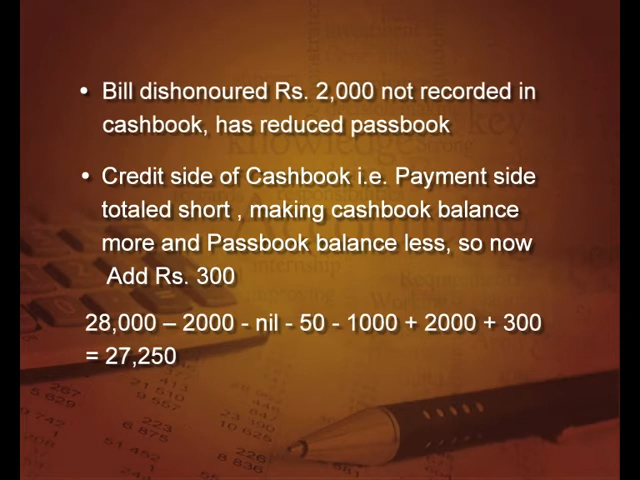 • Bill dishonoured Rs. 2,000 not recorded in
cashbook, has reduced passbook
• Credit side of Cashbook i.e. Payment side
totaled short , making cashbook balance
more and Passbook balance less, so now
Add Rs. 300
28,000 – 2000 - nil - 50 - 1000 + 2000 + 300
= 27,250